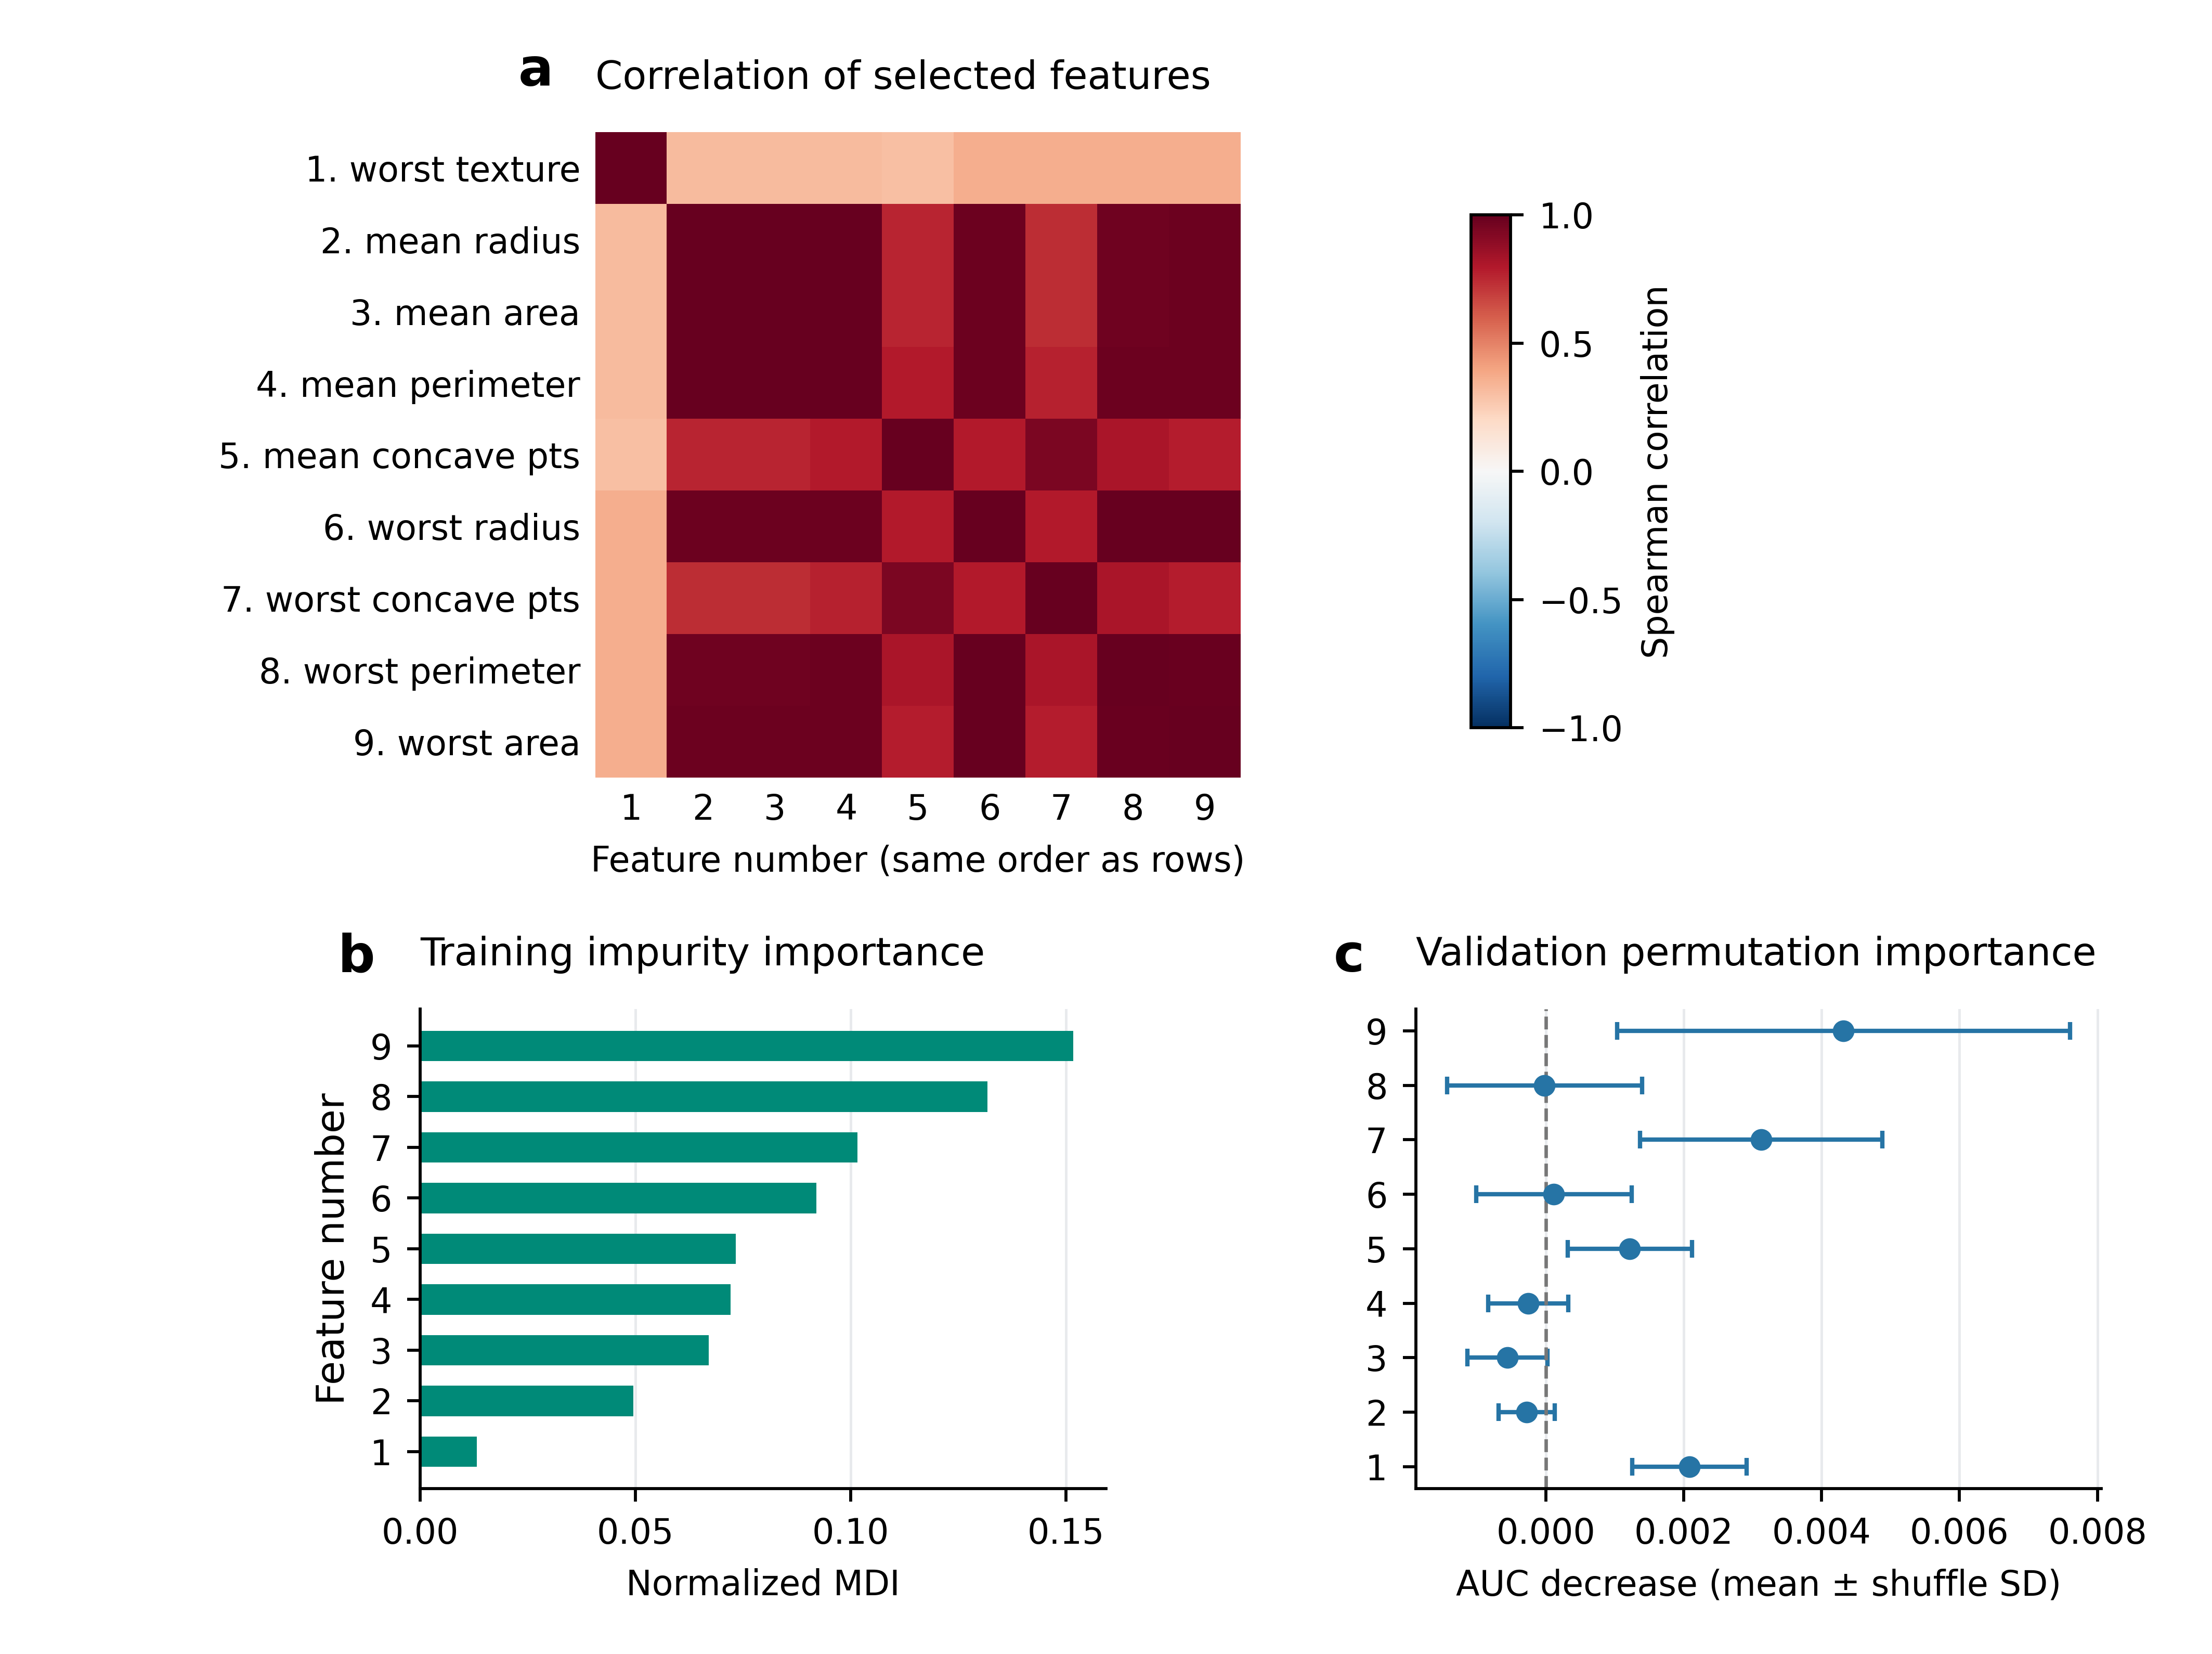 a Correlation of selected features
1. worst texture
2. mean radius
3. mean area
4. mean perimeter
5. mean concave pts
6. worst radius
7. worst concave pts
8. worst perimeter
9. worst area
1 2 3 4 5 6 7 8 9
Feature number (same order as rows)
1.0
0.5
0.0
−0.5
−1.0
Spearman correlation
b Training impurity importance
Feature number
9
8
7
6
5
4
3
2
1
0.00 0.05 0.10 0.15
Normalized MDI
c Validation permutation importance
9
8
7
6
5
4
3
2
1
0.000 0.002 0.004 0.006 0.008
AUC decrease (mean ± shuffle SD)